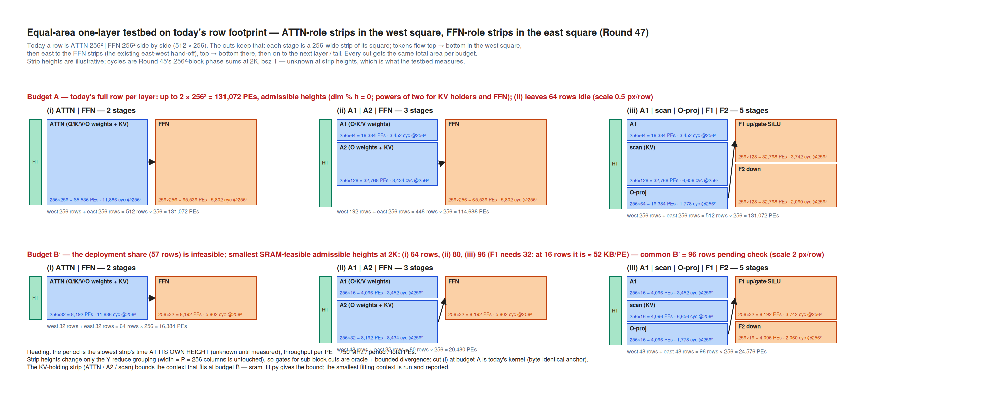 Equal-area one-layer testbed on today's row footprint — ATTN-role strips in the west square, FFN-role strips in the east square (Round 47)
Today a row is ATTN 256² | FFN 256² side by side (512 × 256). The cuts keep that: each stage is a 256-wide strip of its square; tokens flow top → bottom in the west square,
then east to the FFN strips (the existing east-west hand-off), top → bottom there, then on to the next layer / tail. Every cut gets the same total area per budget.
Strip heights are illustrative; cycles are Round 45's 256²-block phase sums at 2K, bsz 1 — unknown at strip heights, which is what the testbed measures.
Budget A — today's full row per layer: up to 2 × 256² = 131,072 PEs, admissible heights (dim % h = 0; powers of two for KV holders and FFN); (ii) leaves 64 rows idle (scale 0.5 px/row)
(i) ATTN | FFN — 2 stages
HT
ATTN (Q/K/V/O weights + KV)
256×256 = 65,536 PEs · 11,886 cyc @256²
FFN
256×256 = 65,536 PEs · 5,802 cyc @256²
west 256 rows + east 256 rows = 512 rows × 256 = 131,072 PEs
(ii) A1 | A2 | FFN — 3 stages
HT
A1 (Q/K/V weights)
256×64 = 16,384 PEs · 3,452 cyc @256²
A2 (O weights + KV)
256×128 = 32,768 PEs · 8,434 cyc @256²
FFN
256×256 = 65,536 PEs · 5,802 cyc @256²
west 192 rows + east 256 rows = 448 rows × 256 = 114,688 PEs
(iii) A1 | scan | O-proj | F1 | F2 — 5 stages
HT
A1
256×64 = 16,384 PEs · 3,452 cyc @256²
scan (KV)
256×128 = 32,768 PEs · 6,656 cyc @256²
O-proj
256×64 = 16,384 PEs · 1,778 cyc @256²
F1 up/gate·SiLU
256×128 = 32,768 PEs · 3,742 cyc @256²
F2 down
256×128 = 32,768 PEs · 2,060 cyc @256²
west 256 rows + east 256 rows = 512 rows × 256 = 131,072 PEs
Budget B′ — the deployment share (57 rows) is infeasible; smallest SRAM-feasible admissible heights at 2K: (i) 64 rows, (ii) 80, (iii) 96 (F1 needs 32: at 16 rows it is ≈ 52 KB/PE) — common B′ = 96 rows pending check (scale 2 px/row)
(i) ATTN | FFN — 2 stages
HT
ATTN (Q/K/V/O weights + KV)
256×32 = 8,192 PEs · 11,886 cyc @256²
FFN
256×32 = 8,192 PEs · 5,802 cyc @256²
west 32 rows + east 32 rows = 64 rows × 256 = 16,384 PEs
(ii) A1 | A2 | FFN — 3 stages
HT
A1 (Q/K/V weights)
256×16 = 4,096 PEs · 3,452 cyc @256²
A2 (O weights + KV)
256×32 = 8,192 PEs · 8,434 cyc @256²
FFN
256×32 = 8,192 PEs · 5,802 cyc @256²
west 48 rows + east 32 rows = 80 rows × 256 = 20,480 PEs
(iii) A1 | scan | O-proj | F1 | F2 — 5 stages
HT
A1
256×16 = 4,096 PEs · 3,452 cyc @256²
scan (KV)
256×16 = 4,096 PEs · 6,656 cyc @256²
O-proj
256×16 = 4,096 PEs · 1,778 cyc @256²
F1 up/gate·SiLU
256×32 = 8,192 PEs · 3,742 cyc @256²
F2 down
256×16 = 4,096 PEs · 2,060 cyc @256²
west 48 rows + east 48 rows = 96 rows × 256 = 24,576 PEs
Reading: the period is the slowest strip's time AT ITS OWN HEIGHT (unknown until measured); throughput per PE = 750 MHz / period / total PEs.
Strip heights change only the Y-reduce grouping (width = P = 256 columns is untouched), so gates for sub-block cuts are oracle + bounded divergence; cut (i) at budget A is today's kernel (byte-identical anchor).
The KV-holding strip (ATTN / A2 / scan) bounds the context that fits at budget B — sram_fit.py gives the bound; the smallest fitting context is run and reported.